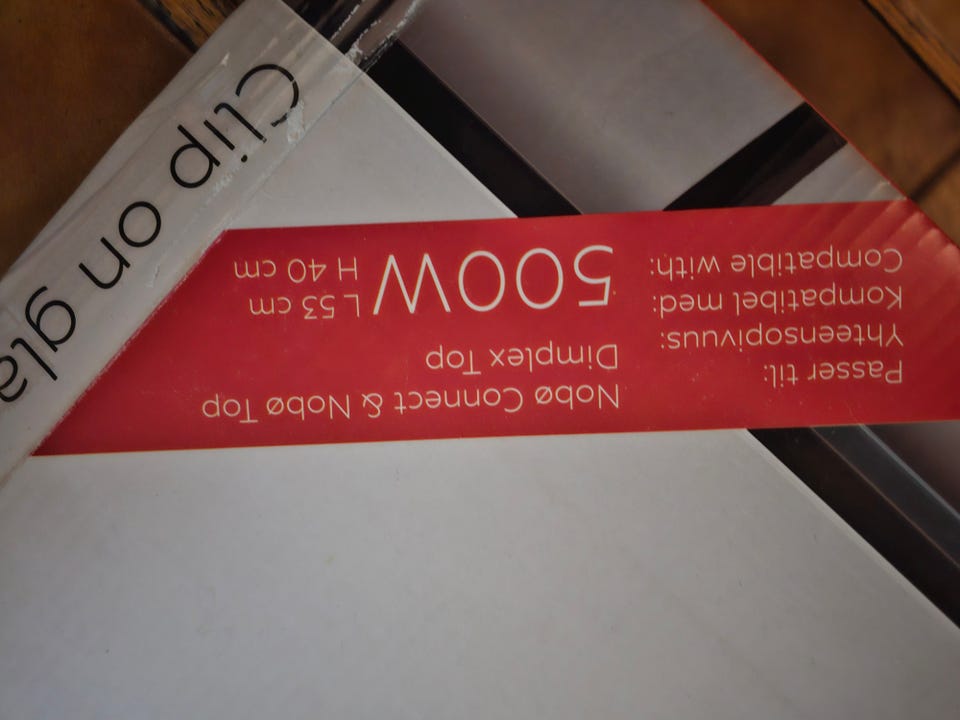 Clip on gla
Compatible with:
Kompatibel med:
Yhteensopivuus:
Passer til:
500W
L 53 cm
H 40 cm
Dimplex Top
Nobø Connect & Nobø Top